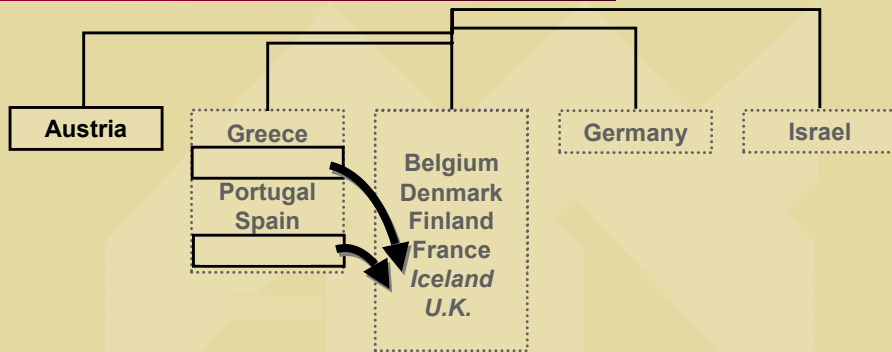 Austria
Greece
Portugal
Spain
Belgium
Denmark
Finland
France
Iceland
U.K.
Germany
Israel